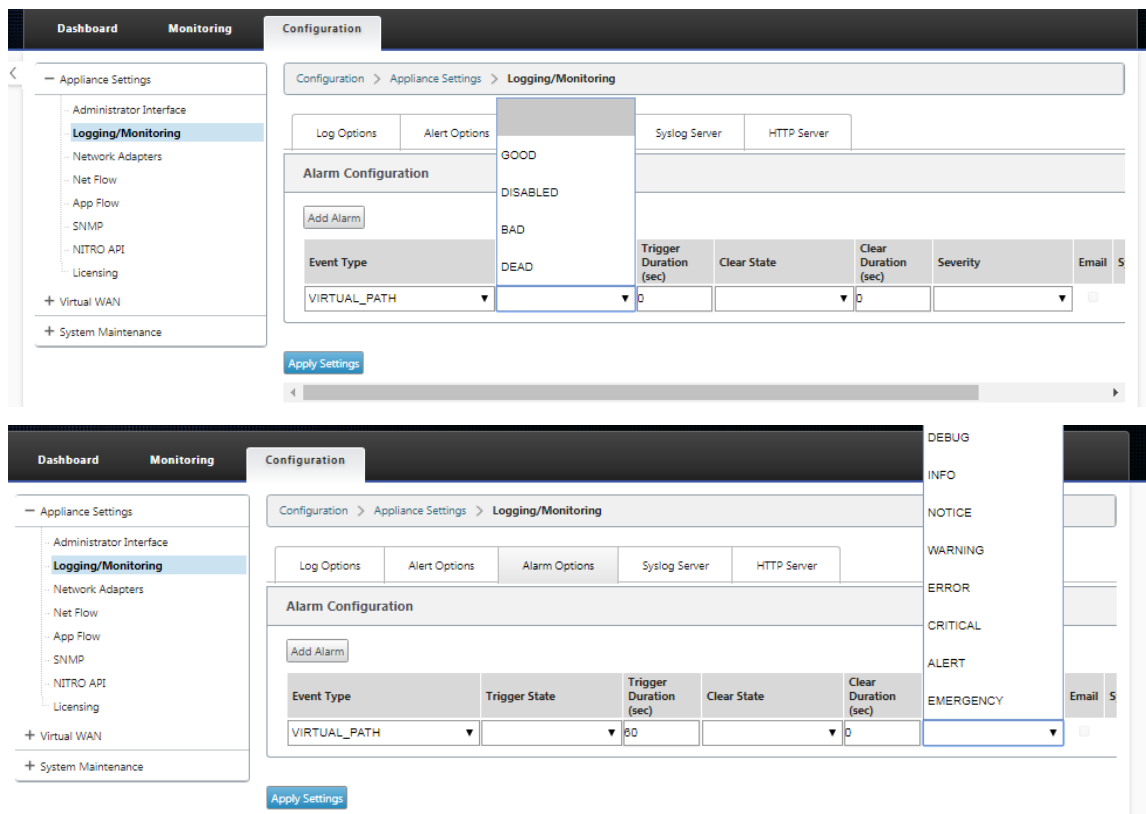 Dashboard Monitoring Configuration
Appliance Settings
Administrator Interface
Logging/Monitoring
Network Adapters
Net Flow
App Flow
SNMP
NITRO API
Licensing
Virtual WAN
System Maintenance
Configuration > Appliance Settings > Logging/Monitoring
Log Options Alert Options Syslog Server HTTP Server
GOOD
DISABLED
BAD
DEAD
Alarm Configuration
Add Alarm
Event Type Trigger Duration (sec) Clear State Clear Duration (sec) Severity Email S
VIRTUAL_PATH 0 0
Apply Settings
Dashboard Monitoring Configuration
Appliance Settings
Administrator Interface
Logging/Monitoring
Network Adapters
Net Flow
App Flow
SNMP
NITRO API
Licensing
Virtual WAN
System Maintenance
Configuration > Appliance Settings > Logging/Monitoring
Log Options Alert Options Alarm Options Syslog Server HTTP Server
DEBUG
INFO
NOTICE
WARNING
ERROR
CRITICAL
ALERT
EMERGENCY
Alarm Configuration
Add Alarm
Event Type Trigger State Trigger Duration (sec) Clear State Clear Duration (sec) Email S
VIRTUAL_PATH 60 0
Apply Settings